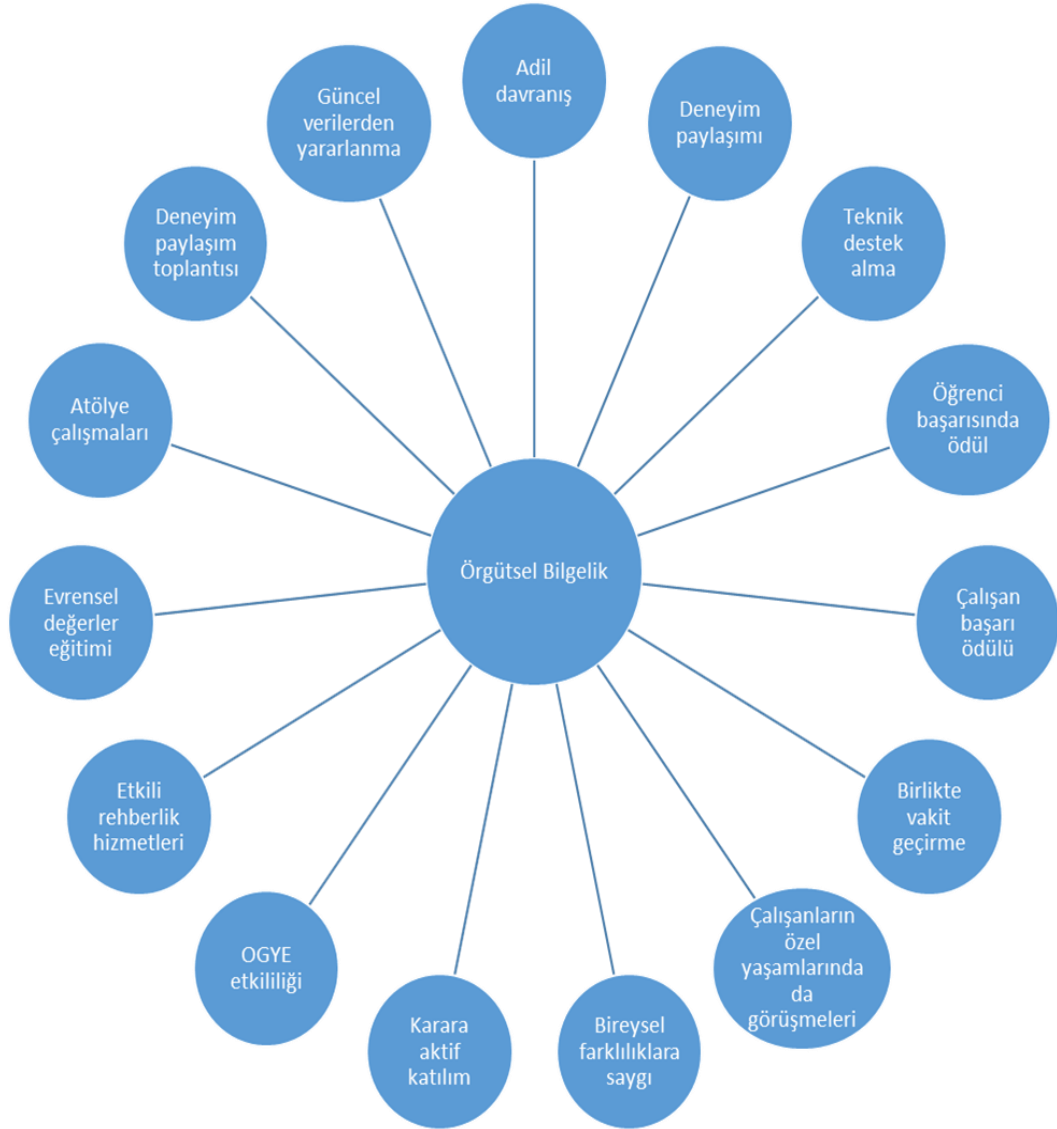 Adil
davranış
Deneyim
paylaşımı
Teknik
destek
alma
Öğrenci
başarısında
ödül
Çalışan
başarı
ödülü
Birlikte
vakit
geçirme
Çalışanların
özel
yaşamlarında
da
görüşmeleri
Bireysel
farklılıklara
saygı
Karara
aktif
katılım
OGYE
etkililiği
Etkili
rehberlik
hizmetleri
Evrensel
değerler
eğitimi
Atölye
çalışmaları
Deneyim
paylaşım
toplantısı
Güncel
verilerden
yararlanma
Örgütsel Bilgelik